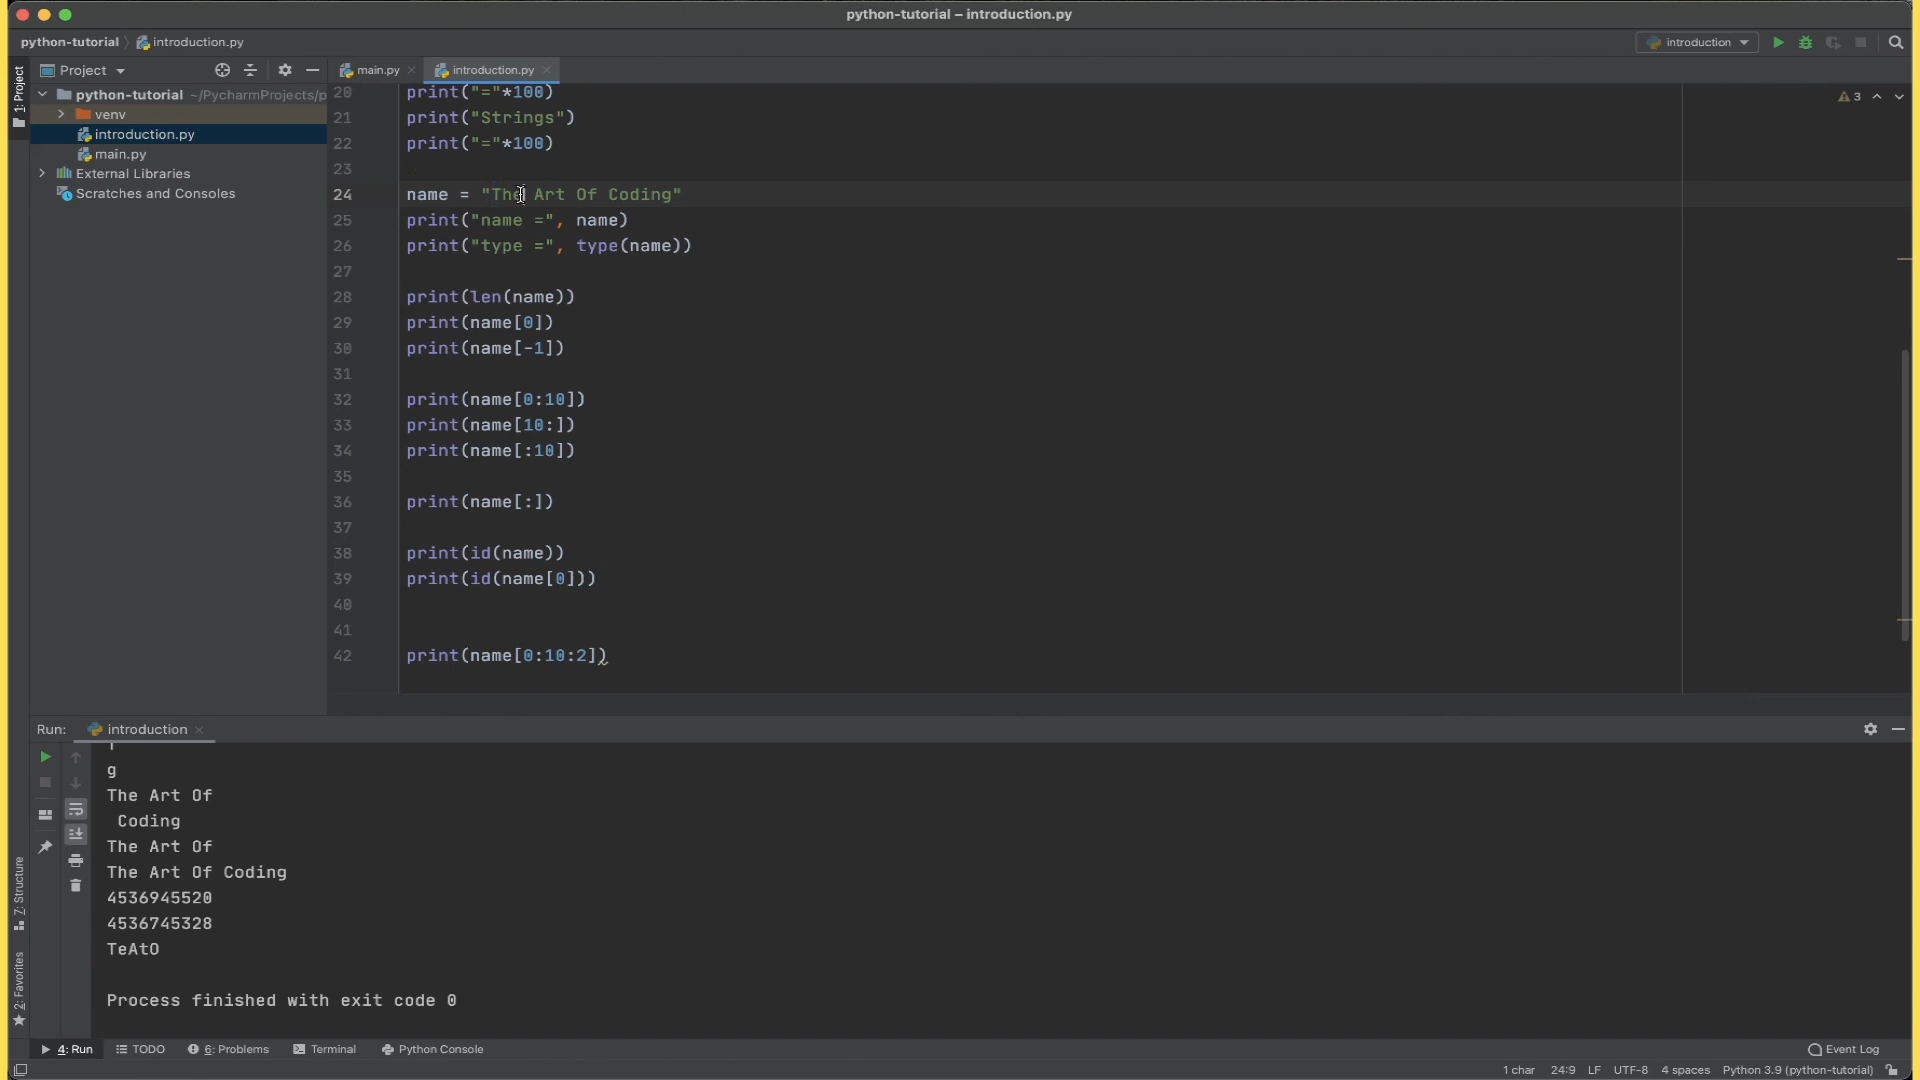 python-tutorial – introduction.py
python-tutorial introduction.py
introduction
1: Project
Project
main.py
introduction.py
python-tutorial ~/PycharmProjects/p
venv
introduction.py
main.py
External Libraries
Scratches and Consoles
3
20 print("="*100)
21 print("Strings")
22 print("="*100)
23
24 name = "The Art Of Coding"
25 print("name =", name)
26 print("type =", type(name))
27
28 print(len(name))
29 print(name[0])
30 print(name[-1])
31
32 print(name[0:10])
33 print(name[10:])
34 print(name[:10])
35
36 print(name[:])
37
38 print(id(name))
39 print(id(name[0]))
40
41
42 print(name[0:10:2])
Run: introduction
g
The Art Of
 Coding
The Art Of
The Art Of Coding
4536945520
4536745328
TeAtO
Process finished with exit code 0
7: Structure
2: Favorites
4: Run TODO 6: Problems Terminal Python Console Event Log
1 char 24:9 LF UTF-8 4 spaces Python 3.9 (python-tutorial)